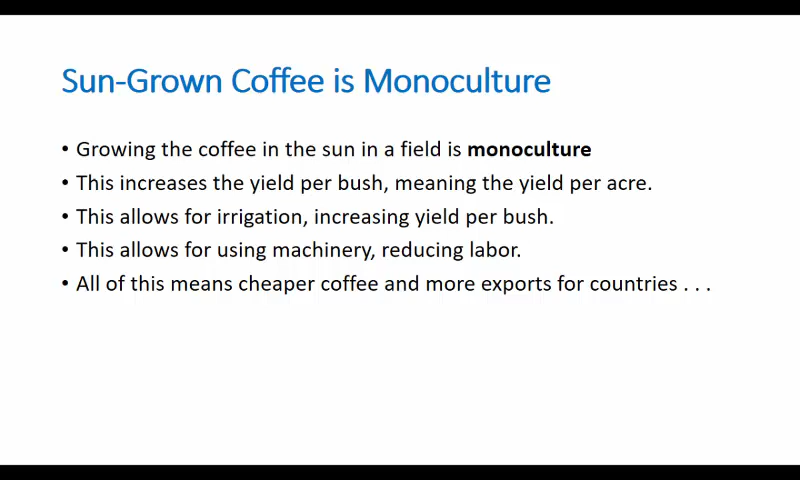 Sun-Grown Coffee is Monoculture
• Growing the coffee in the sun in a field is monoculture
• This increases the yield per bush, meaning the yield per acre.
• This allows for irrigation, increasing yield per bush.
• This allows for using machinery, reducing labor.
• All of this means cheaper coffee and more exports for countries . . .